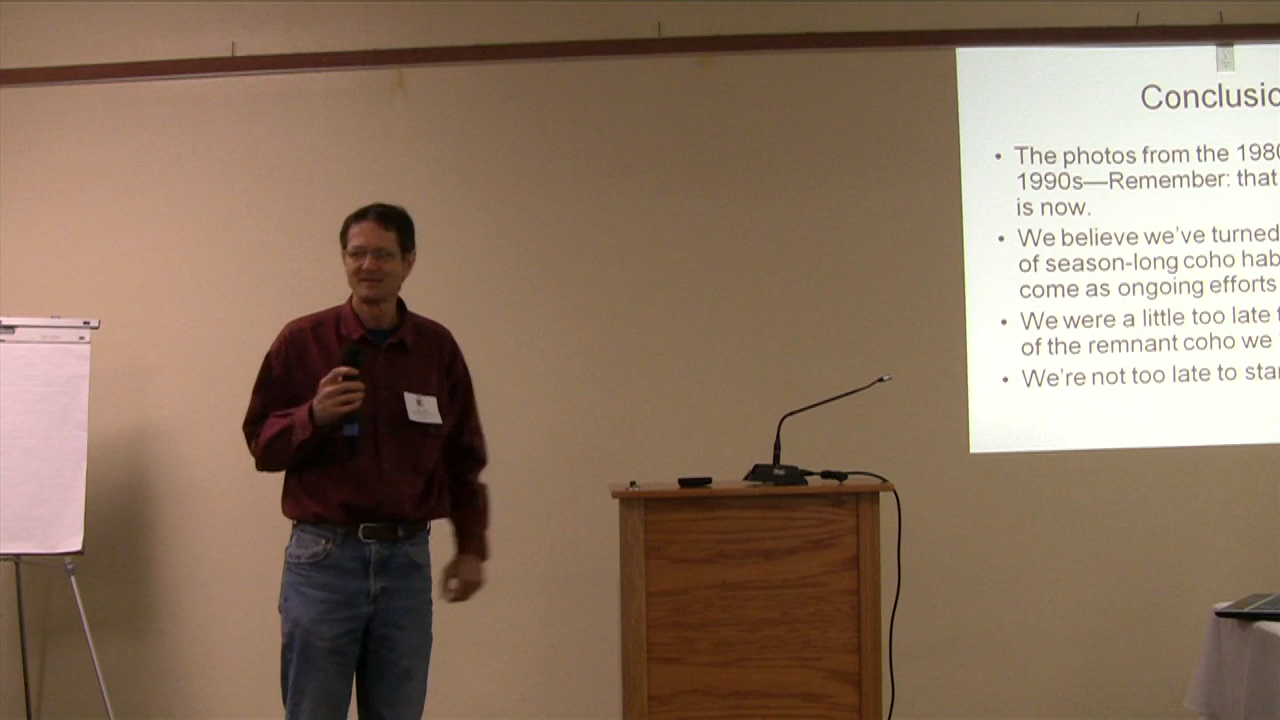 Conclusio
• The photos from the 1980
1990s—Remember: that
is now.
• We believe we've turned
of season-long coho hab
come as ongoing efforts
• We were a little too late
of the remnant coho we
• We're not too late to star